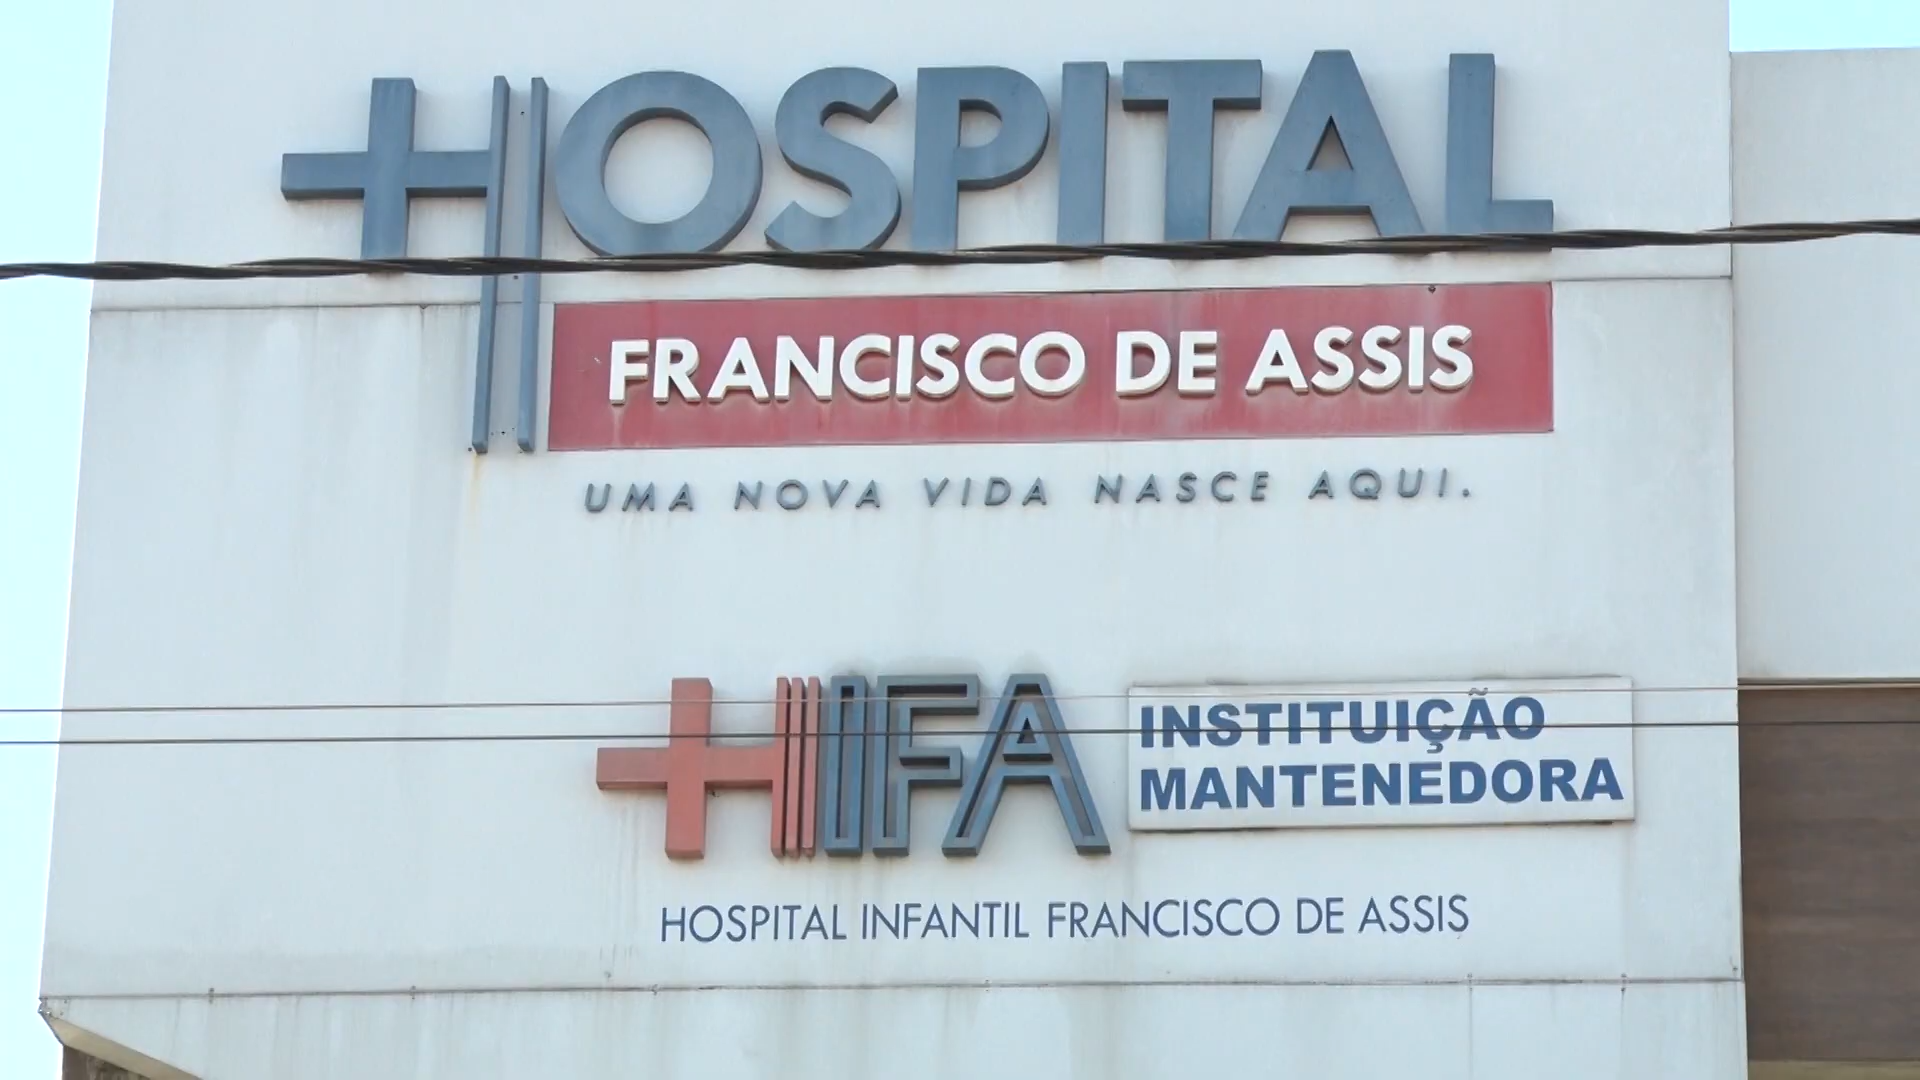 HOSPITAL
FRANCISCO DE ASSIS
UMA NOVA VIDA NASCE AQUI.
HIFA
INSTITUIÇÃO
MANTENEDORA
HOSPITAL INFANTIL FRANCISCO DE ASSIS